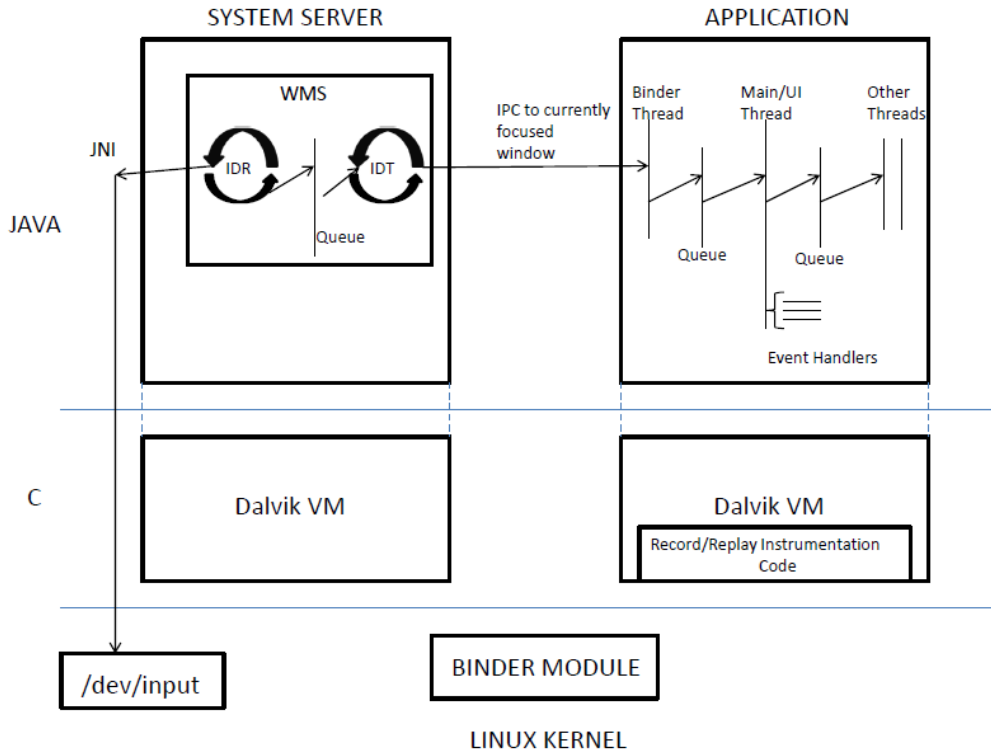 SYSTEM SERVER
APPLICATION
WMS
IDR
IDT
Queue
JNI
IPC to currently
focused
window
Binder
Thread
Main/UI
Thread
Other
Threads
Queue
Queue
Event Handlers
JAVA
C
Dalvik VM
Dalvik VM
Record/Replay Instrumentation
Code
/dev/input
BINDER MODULE
LINUX KERNEL